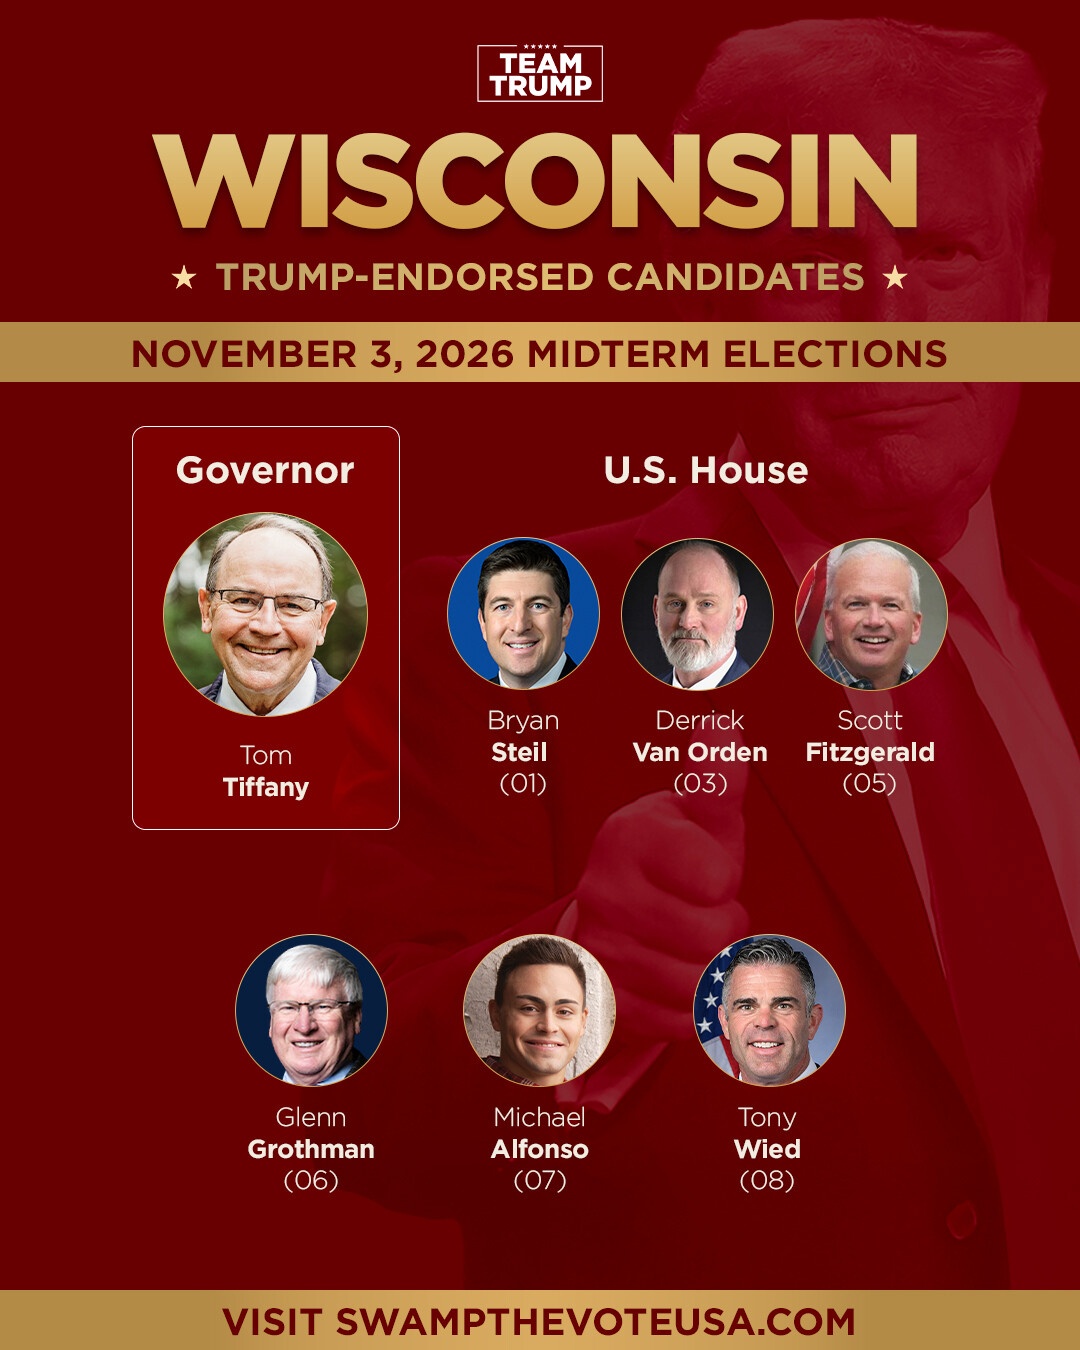 TEAM
TRUMP
WISCONSIN
TRUMP-ENDORSED CANDIDATES
NOVEMBER 3, 2026 MIDTERM ELECTIONS
Governor
Tom
Tiffany
U.S. House
Bryan
Steil
(01)
Derrick
Van Orden
(03)
Scott
Fitzgerald
(05)
Glenn
Grothman
(06)
Michael
Alfonso
(07)
Tony
Wied
(08)
VISIT SWAMPTHEVOTEUSA.COM